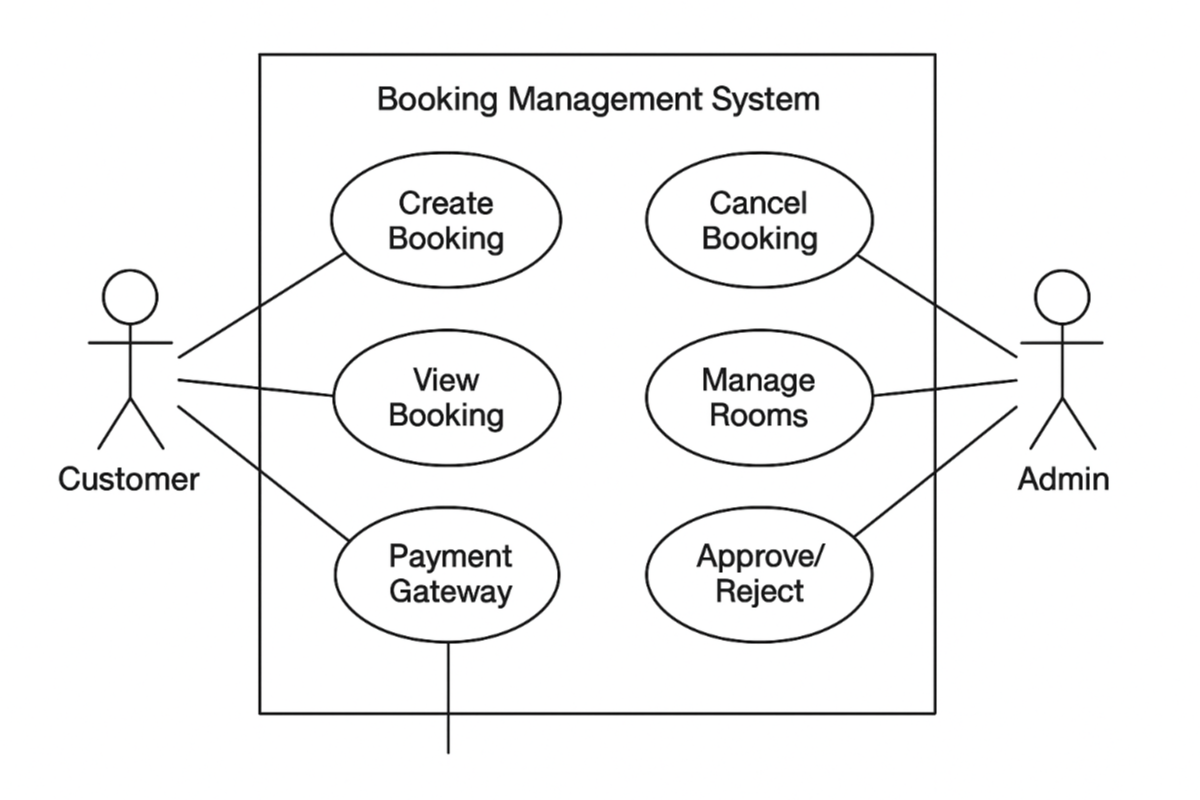 Booking Management System
Create
Booking
Cancel
Booking
View
Booking
Manage
Rooms
Customer
Admin
Payment
Gateway
Approve/
Reject